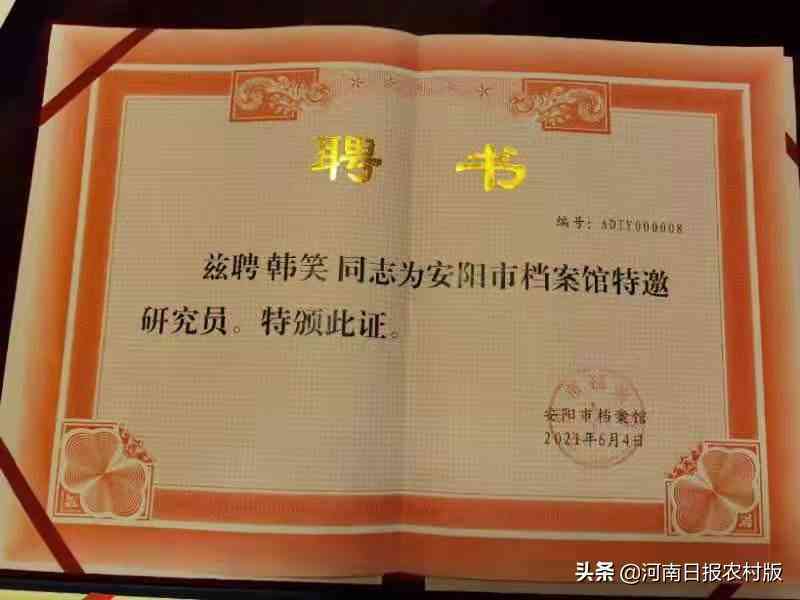 聘 书
编号：ADTY000008
兹聘韩笑同志为安阳市档案馆特邀
研究员。特颁此证。
安阳市档案馆
2021年6月4日
头条 @河南日报农村版